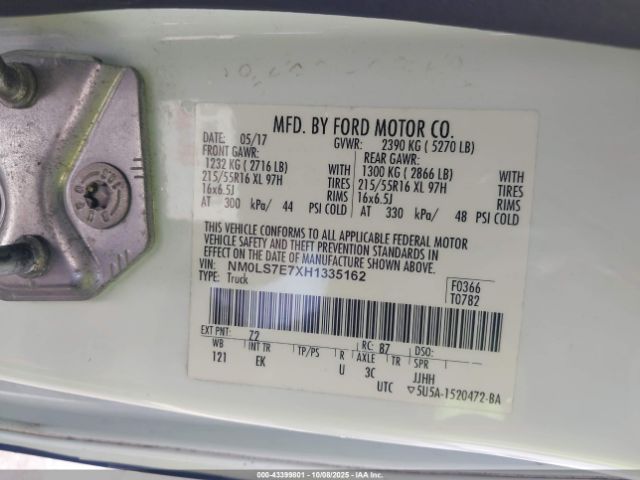 MFD. BY FORD MOTOR CO.
DATE: 05/17 GVWR: 2390 KG ( 5270 LB)
FRONT GAWR: REAR GAWR:
1232 KG ( 2716 LB) WITH 1300 KG ( 2866 LB) WITH
215/55R16 XL 97H TIRES 215/55R16 XL 97H TIRES
16x6.5J RIMS 16x6.5J RIMS
AT 300 kPa/ 44 PSI COLD AT 330 kPa/ 48 PSI COLD
THIS VEHICLE CONFORMS TO ALL APPLICABLE FEDERAL MOTOR
VEHICLE SAFETY AND THEFT PREVENTION STANDARDS IN
EFFECT ON THE DATE OF MANUFACTURE SHOWN ABOVE.
VIN: NM0LS7E7XH1335162
TYPE: Truck
F0366
T0782
EXT PNT: Z2 RC: B7 DSO:
WB INT TR TP/PS R AXLE TR SPR
121 EK U 3C JJHH
UTC ▽5U5A-1520472-BA
000-43399801 - 10/08/2025 - COPYRIGHT © IAA, LLC.